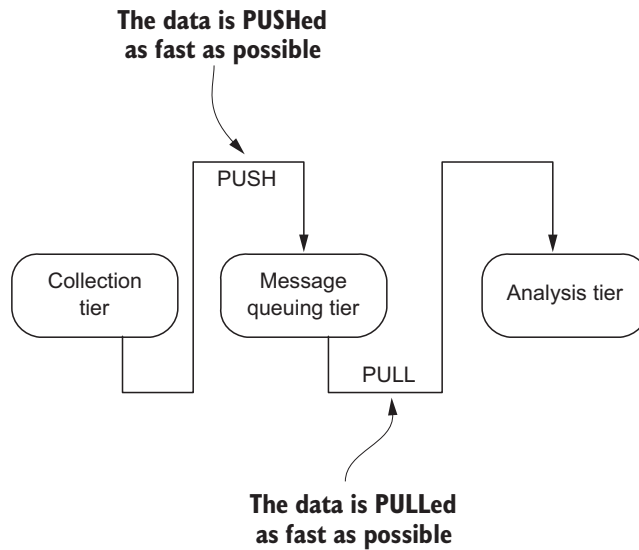 The data is PUSHed
as fast as possible
PUSH
Collection
tier
Message
queuing tier
Analysis tier
PULL
The data is PULLed
as fast as possible